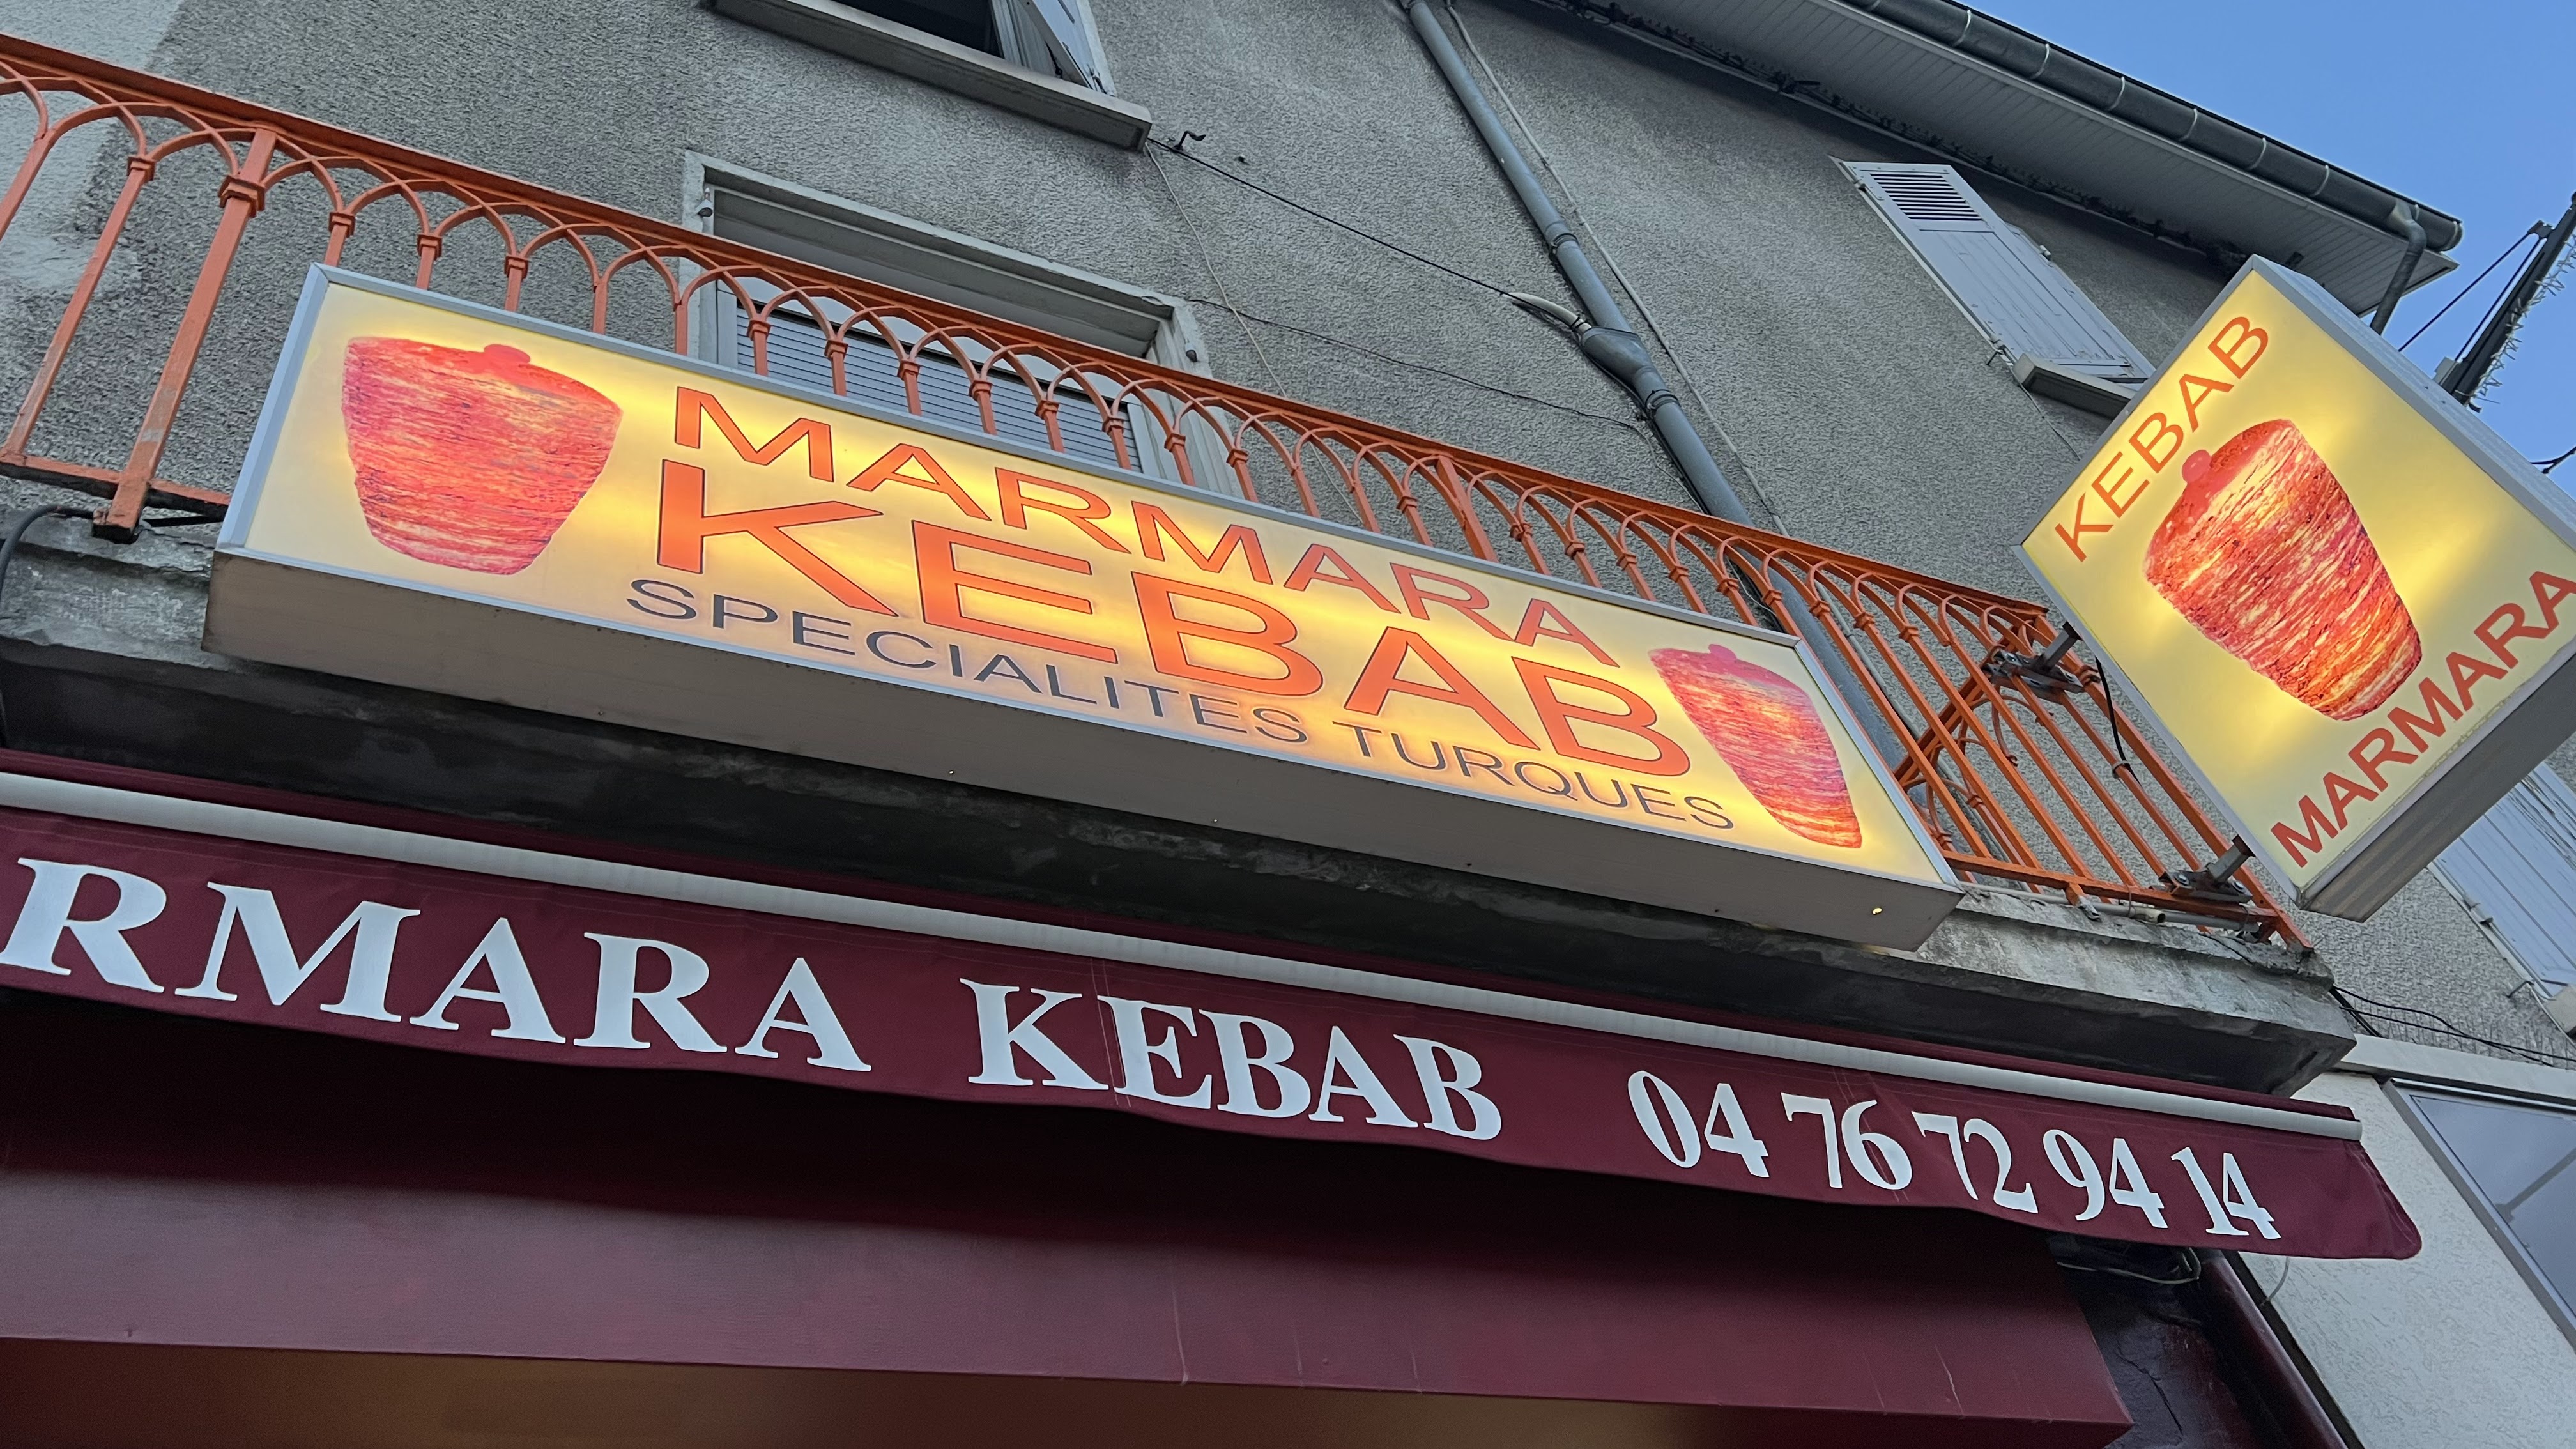 MARMARA
KEBAB
SPECIALITES TURQUES
KEBAB
MARMARA
RMARA KEBAB 04 76 72 94 14